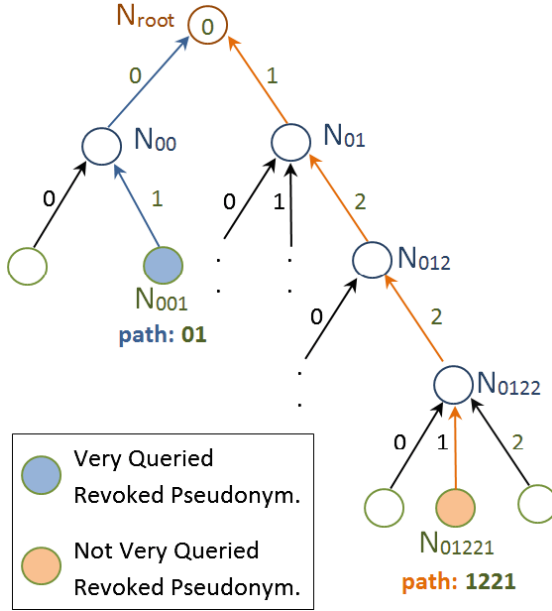 Nroot
0
0
1
N00
N01
0
1
0
1
2
N012
N001
path: 01
0
2
N0122
0
1
2
N01221
path: 1221
Very Queried
Revoked Pseudonym.
Not Very Queried
Revoked Pseudonym.